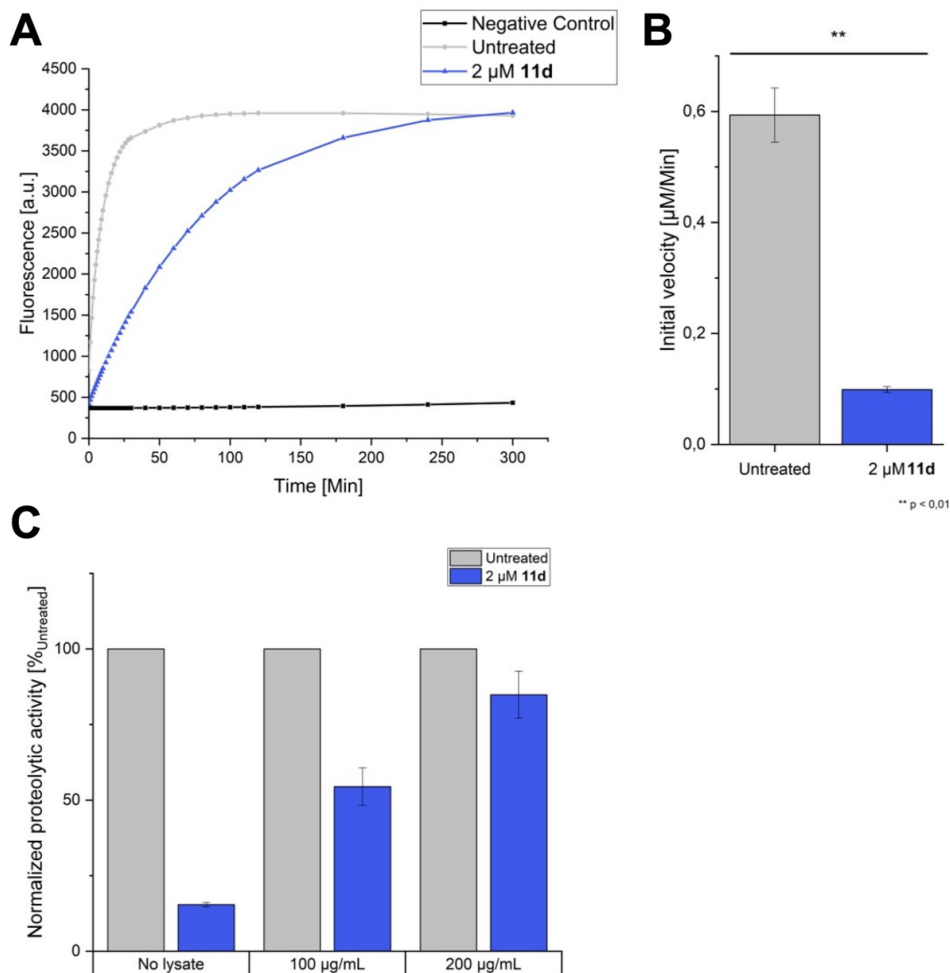 A
Negative Control
Untreated
2 µM 11d
4500
4000
3500
3000
2500
2000
1500
1000
500
0
Fluorescence [a.u.]
0 50 100 150 200 250 300
Time [Min]
B
**
0,6
0,4
0,2
0,0
Initial velocity [µM/Min]
Untreated 2 µM 11d
** p < 0,01
C
Untreated
2 µM 11d
100
50
0
Normalized proteolytic activity [%Untreated]
No lysate 100 µg/mL 200 µg/mL